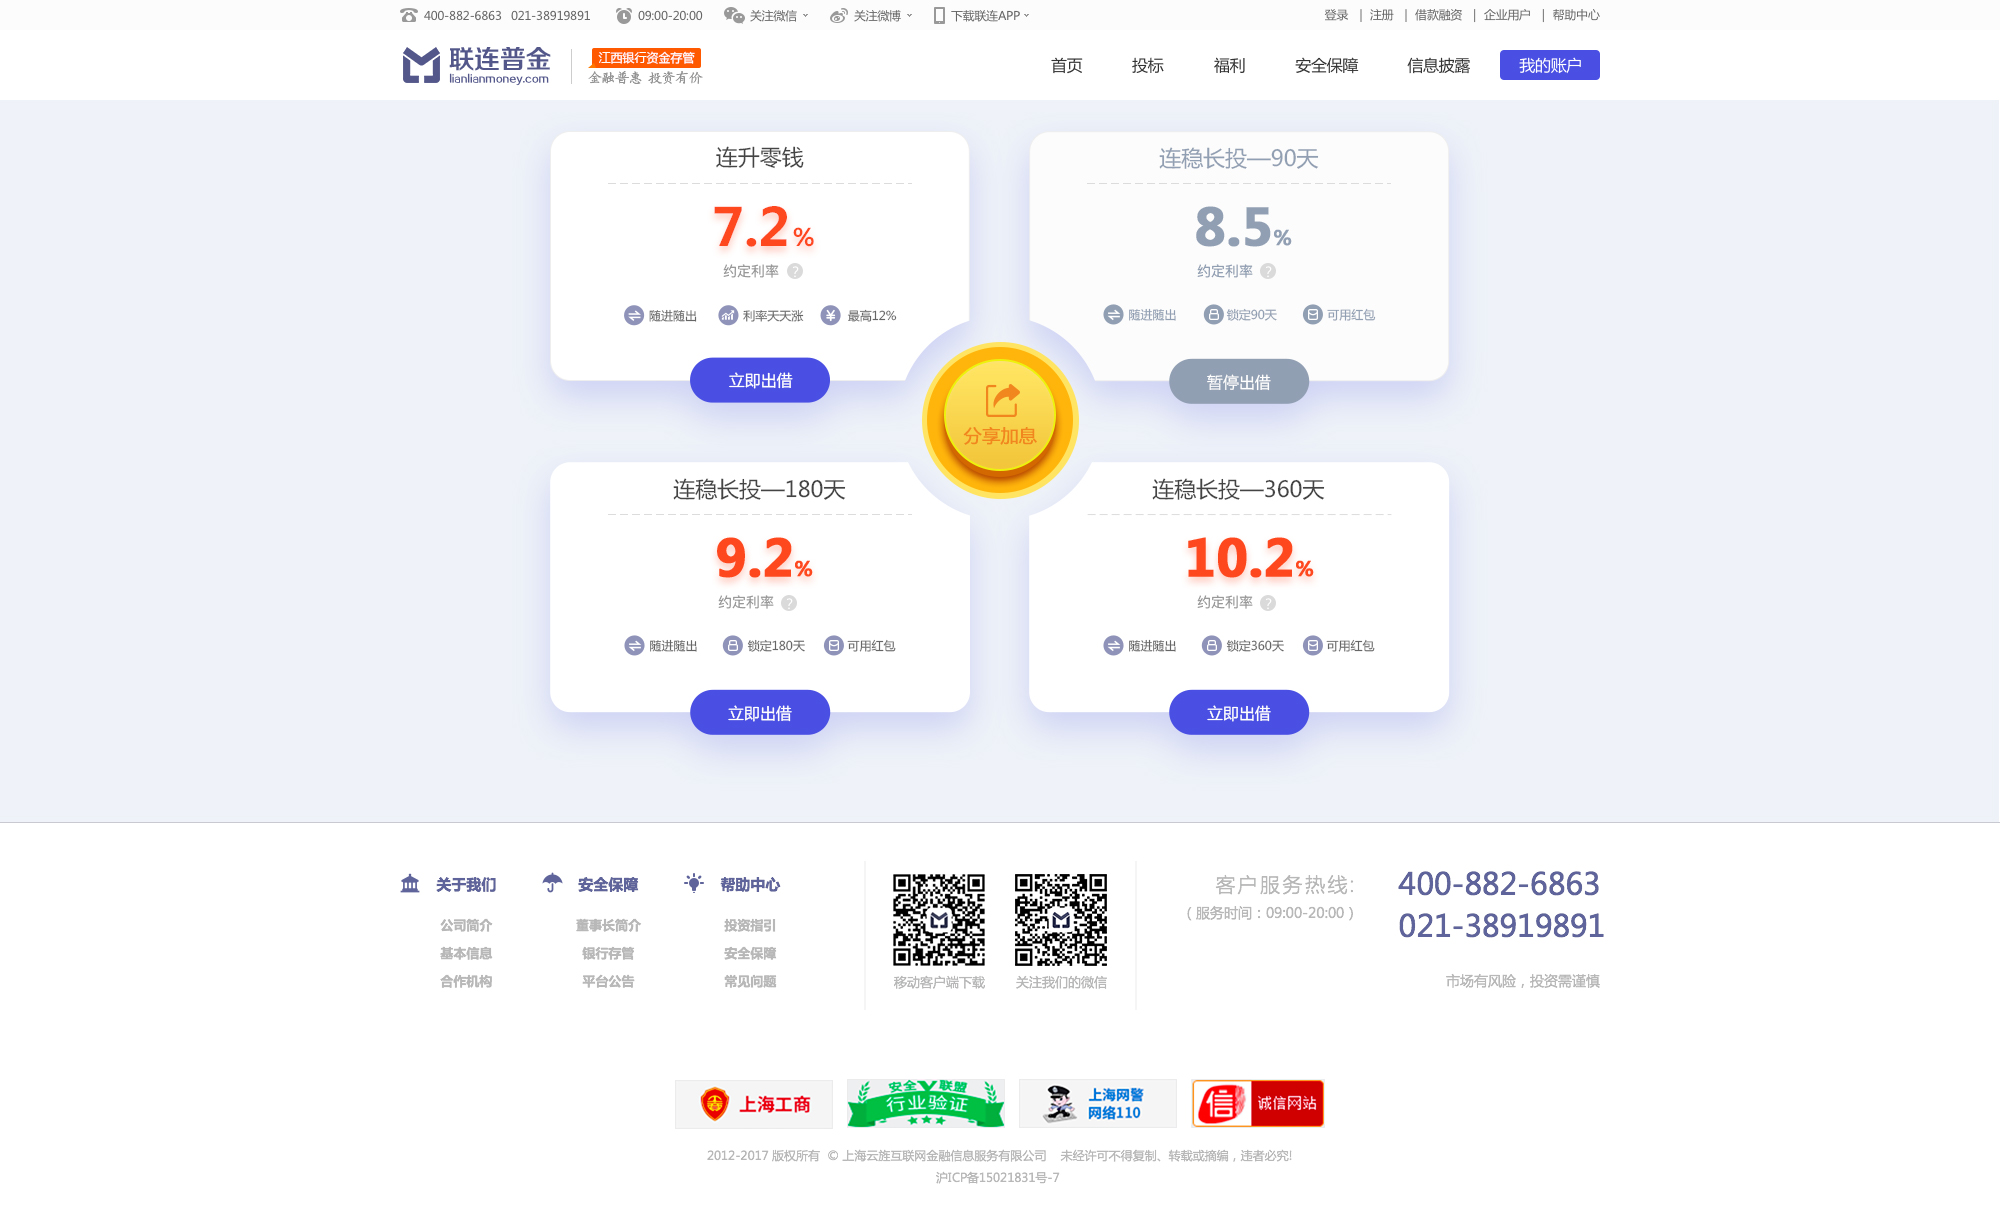 400-882-6863 021-38919891 09:00-20:00 关注微信 关注微博 下载联连APP 登录 | 注册 | 借款融资 | 企业用户 | 帮助中心
联连普金
lianlianmoney.com
江西银行资金存管
金融普惠 投资有价
首页 投标 福利 安全保障 信息披露 我的账户
连升零钱
7.2%
约定利率 ?
随进随出 利率天天涨 ¥ 最高12%
立即出借
连稳长投—90天
8.5%
约定利率 ?
随进随出 锁定90天 可用红包
暂停出借
分享加息
连稳长投—180天
9.2%
约定利率 ?
随进随出 锁定180天 可用红包
立即出借
连稳长投—360天
10.2%
约定利率 ?
随进随出 锁定360天 可用红包
立即出借
关于我们
公司简介
基本信息
合作机构
安全保障
董事长简介
银行存管
平台公告
帮助中心
投资指引
安全保障
常见问题
移动客户端下载
关注我们的微信
客户服务热线:
( 服务时间：09:00-20:00 )
400-882-6863
021-38919891
市场有风险，投资需谨慎
上海工商
安全联盟
行业验证
上海网警
网络110
信 诚信网站
2012-2017 版权所有 © 上海云旌互联网金融信息服务有限公司 未经许可不得复制、转载或摘编，违者必究!
沪ICP备15021831号-7